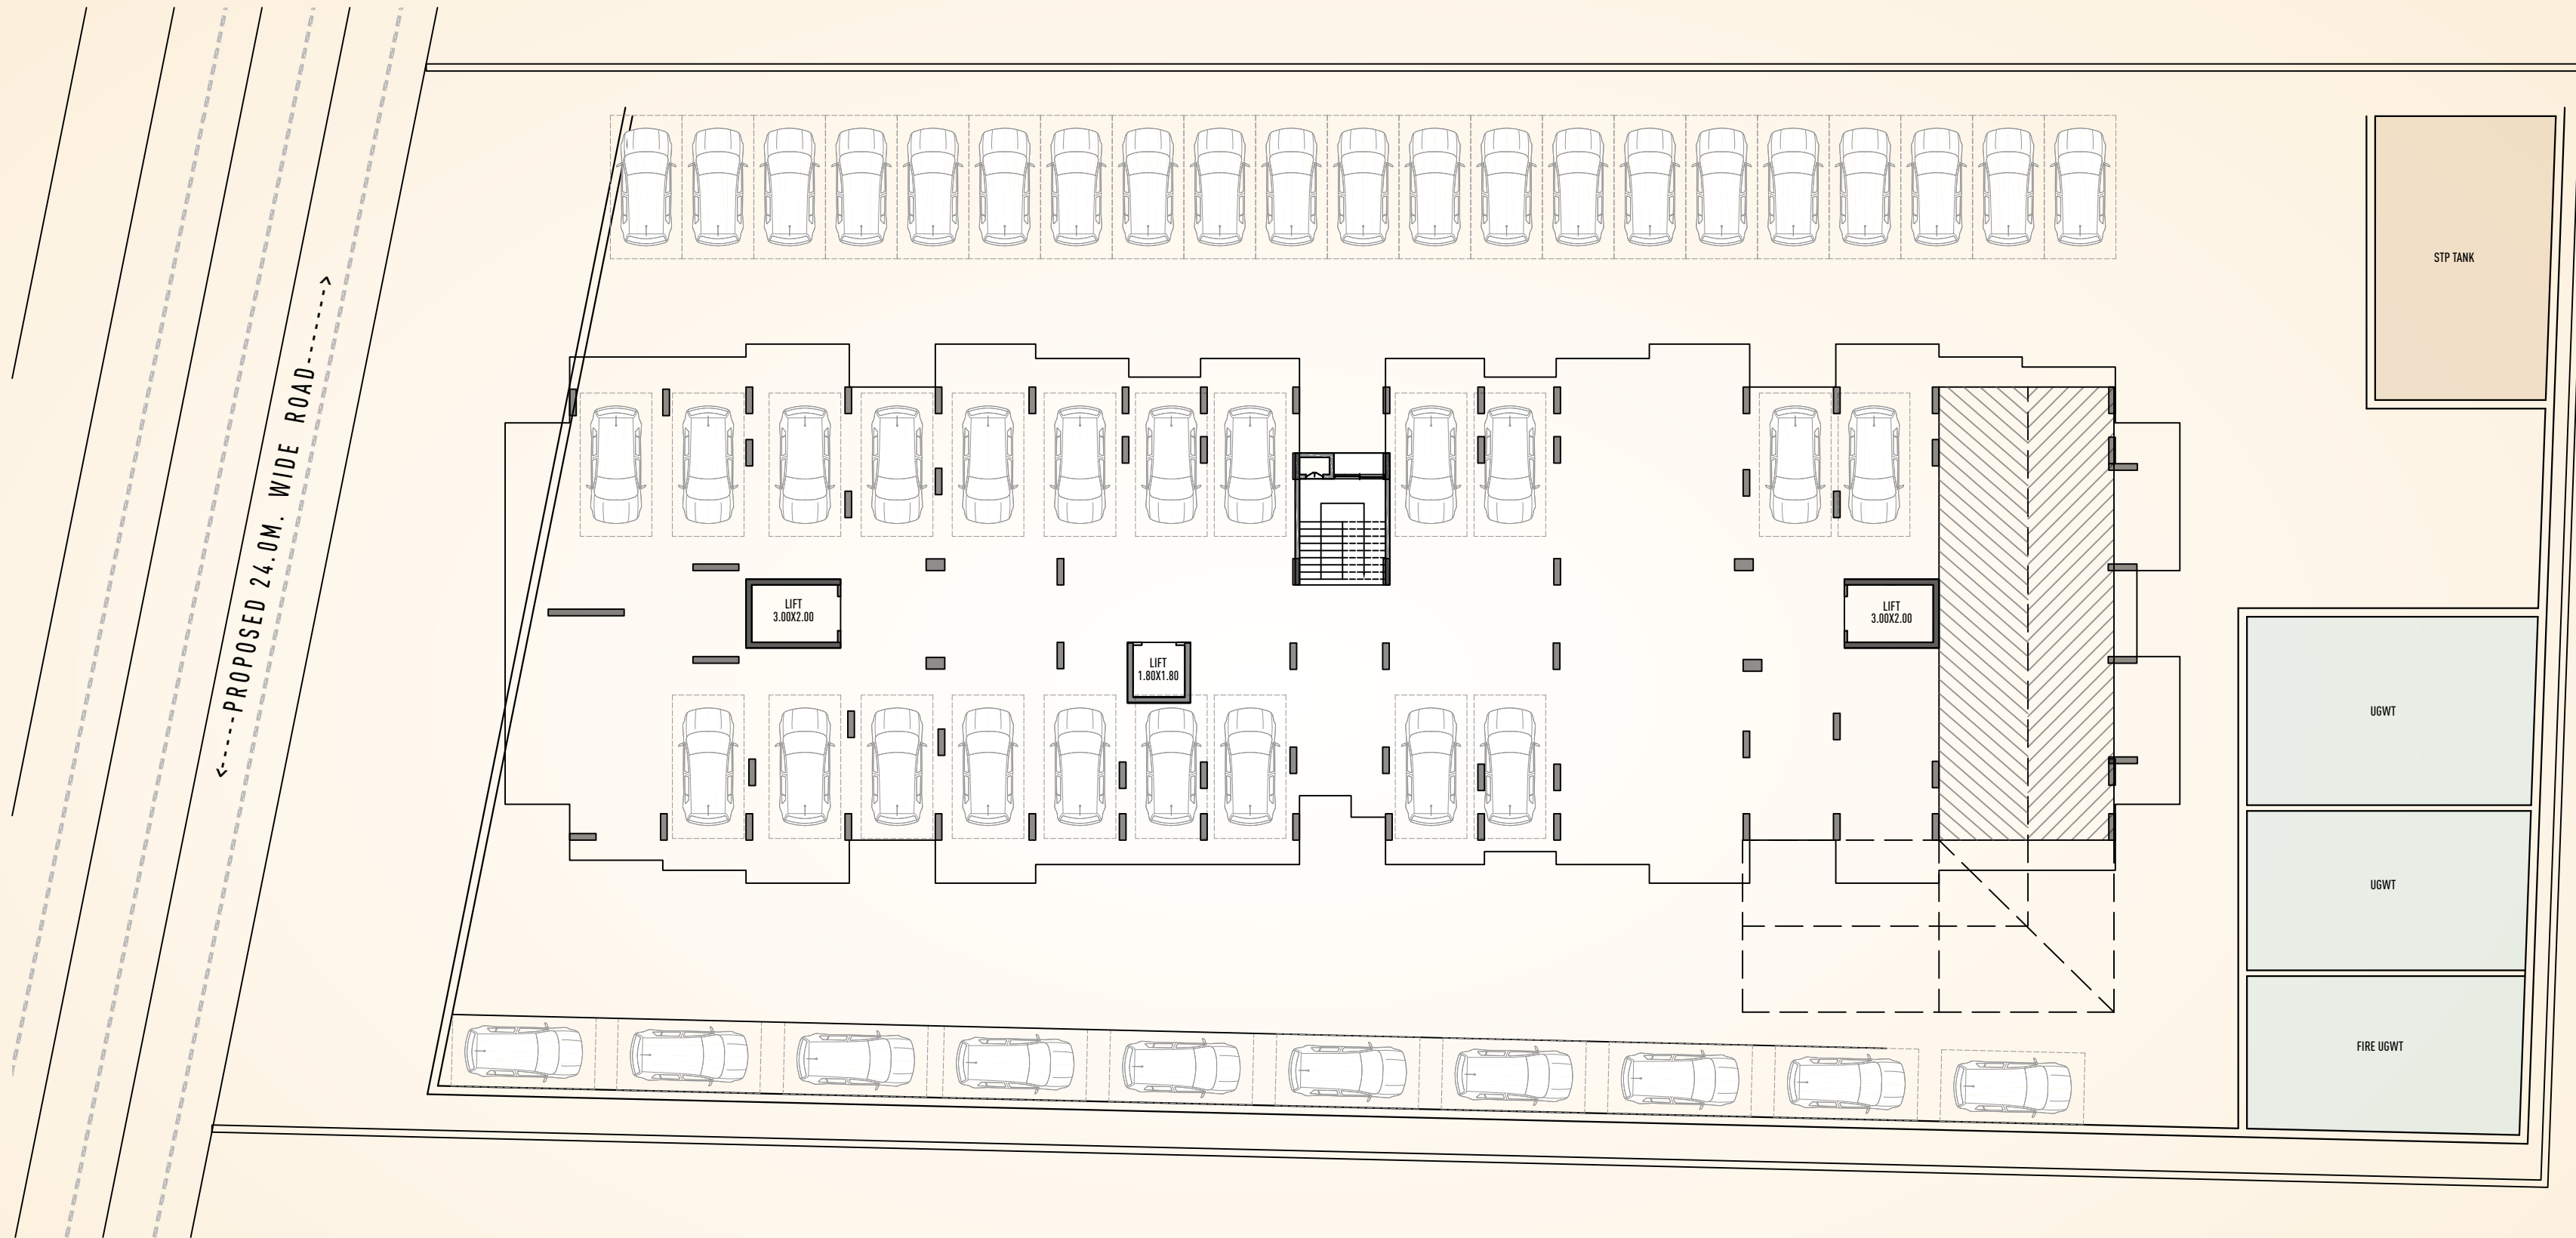 STP TANK
<----PROPOSED 24.0M. WIDE ROAD------>
LIFT
3.00X2.00
LIFT
3.00X2.00
LIFT
1.80X1.80
UGWT
UGWT
FIRE UGWT